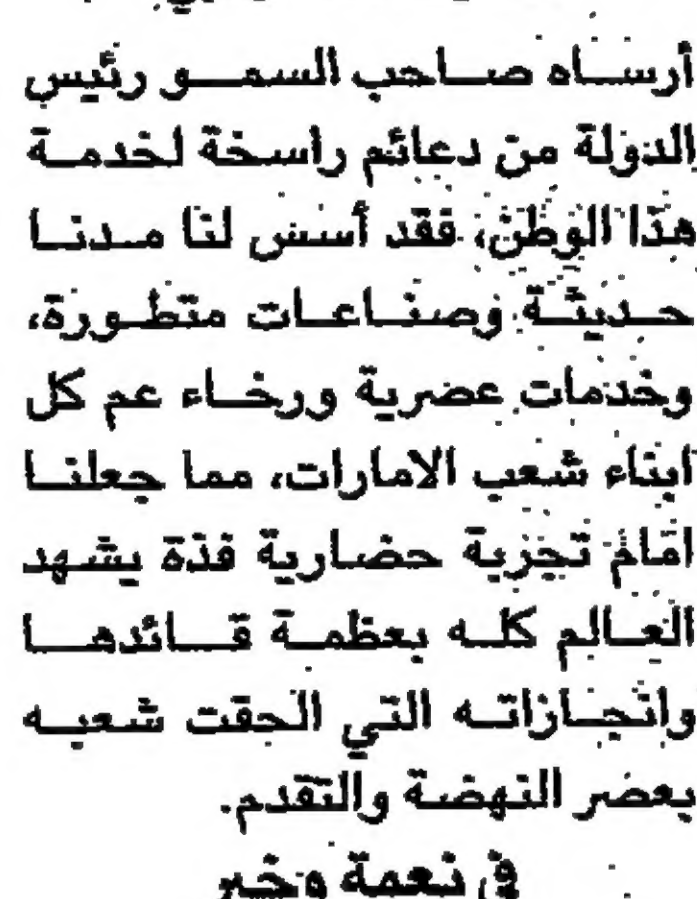 أرساه صاحب السمو رئيس
الدولة من دعائم راسخة لخدمة
هذا الوطن، فقد أسس لنا مدنا
حديثة وصناعات متطورة،
وخدمات عصرية ورخاء عم كل
ابناء شعب الامارات، مما جعلنا
امام تجربة حضارية فذة يشهد
العالم كله بعظمة قائدها
وانجازاته التي الحقت شعبه
بعصر النهضة والتقدم.
في نعمة وخير